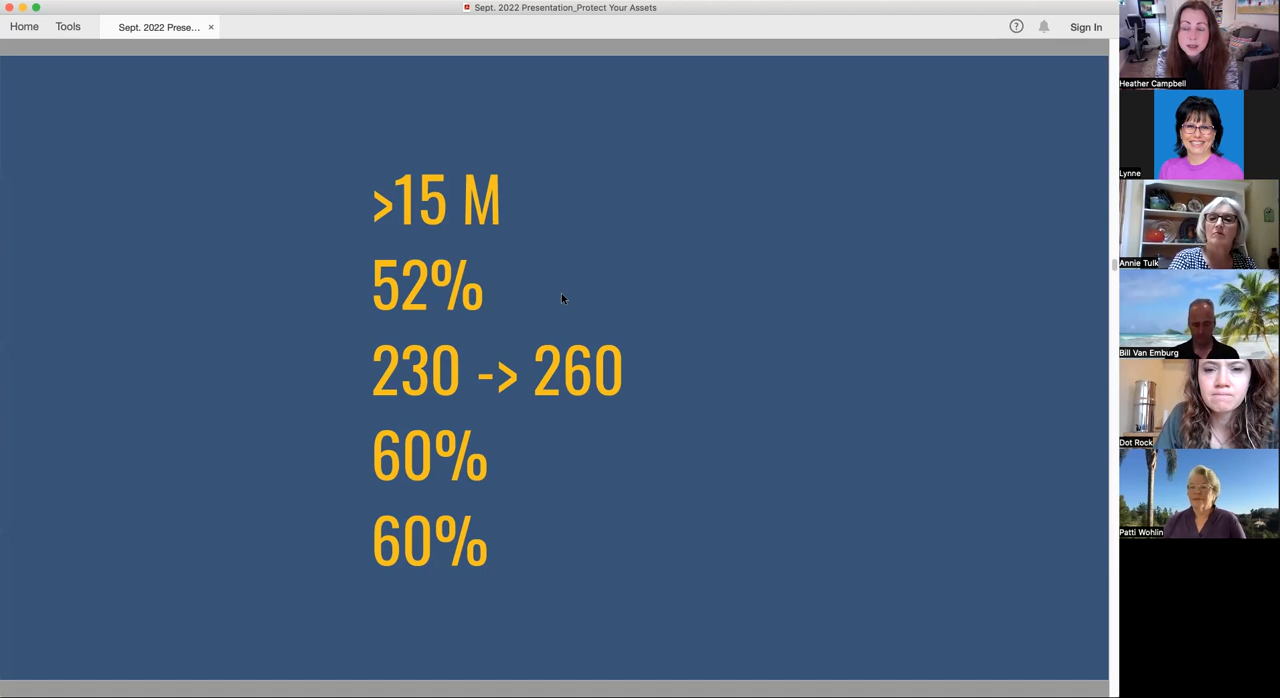 Sept. 2022 Presentation_Protect Your Assets
Home Tools Sept. 2022 Prese... × ? Sign In
>15 M
52%
230 -> 260
60%
60%
Heather Campbell
Lynne
Annie Tulk
Bill Van Emburg
Dot Rock
Patti Wohlin